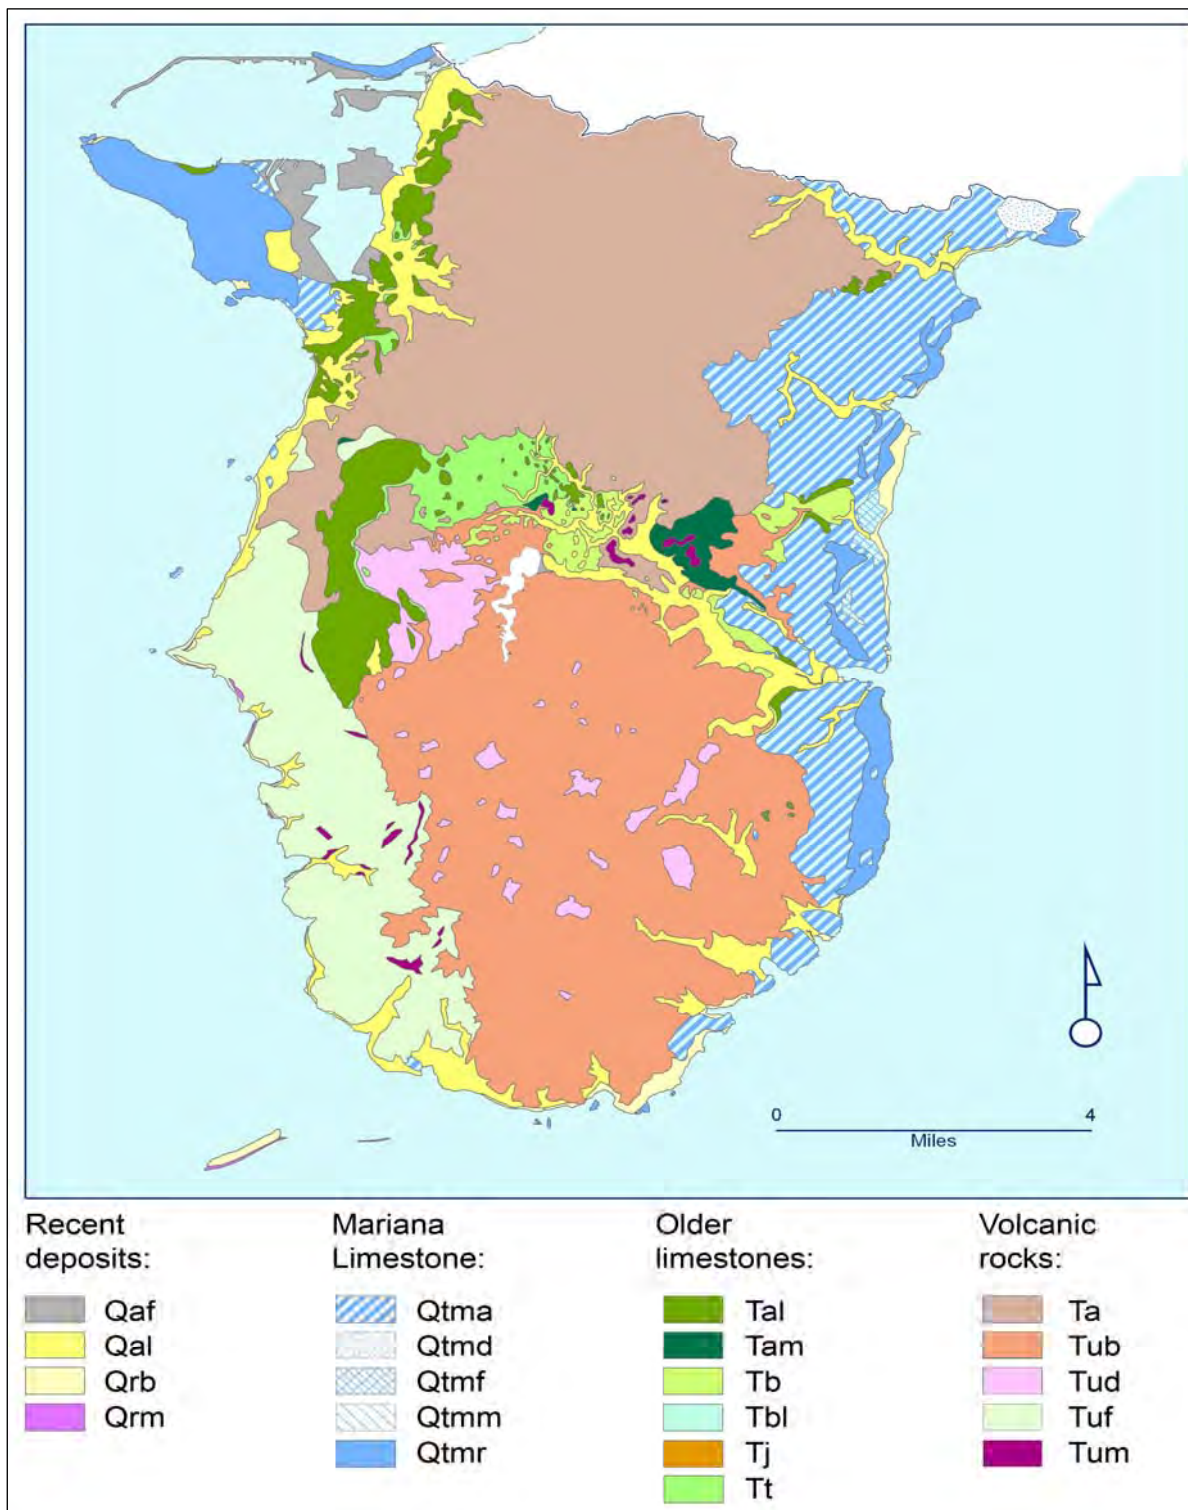 0 4
Miles
Recent
deposits:
Qaf
Qal
Qrb
Qrm
Mariana
Limestone:
Qtma
Qtmd
Qtmf
Qtmm
Qtmr
Older
limestones:
Tal
Tam
Tb
Tbl
Tj
Tt
Volcanic
rocks:
Ta
Tub
Tud
Tuf
Tum